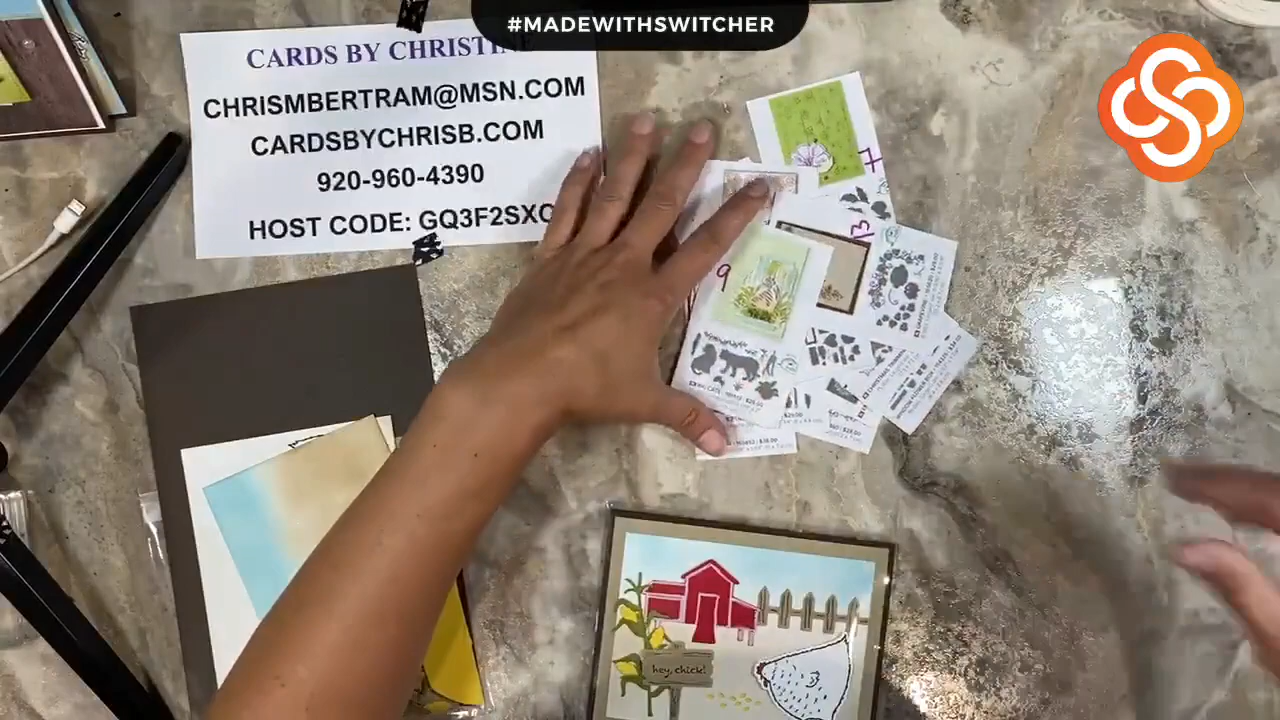 #MADEWITHSWITCHER
CARDS BY CHRISTINE
CHRISMBERTRAM@MSN.COM
CARDSBYCHRISB.COM
920-960-4390
HOST CODE: GQ3F2SXC
7
13
9
hey, chick!